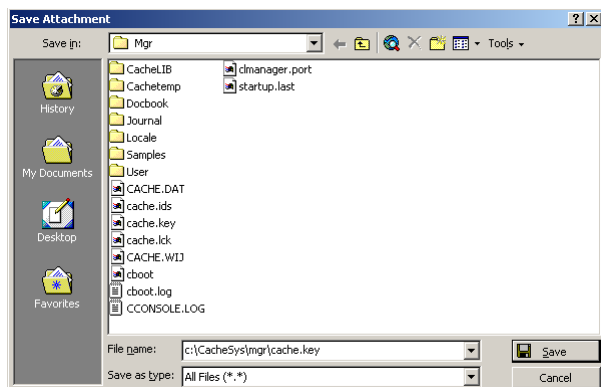 Save Attachment
Save in:
Mgr
Tools
History
My Documents
Desktop
Favorites
CacheLIB
Cachetemp
Docbook
Journal
Locale
Samples
User
CACHE.DAT
cache.ids
cache.key
cache.lck
CACHE.WIJ
cboot
cboot.log
CCONSOLE.LOG
clmanager.port
startup.last
File name:
c:\CacheSys\mgr\cache.key
Save
Save as type:
All Files (*.*)
Cancel